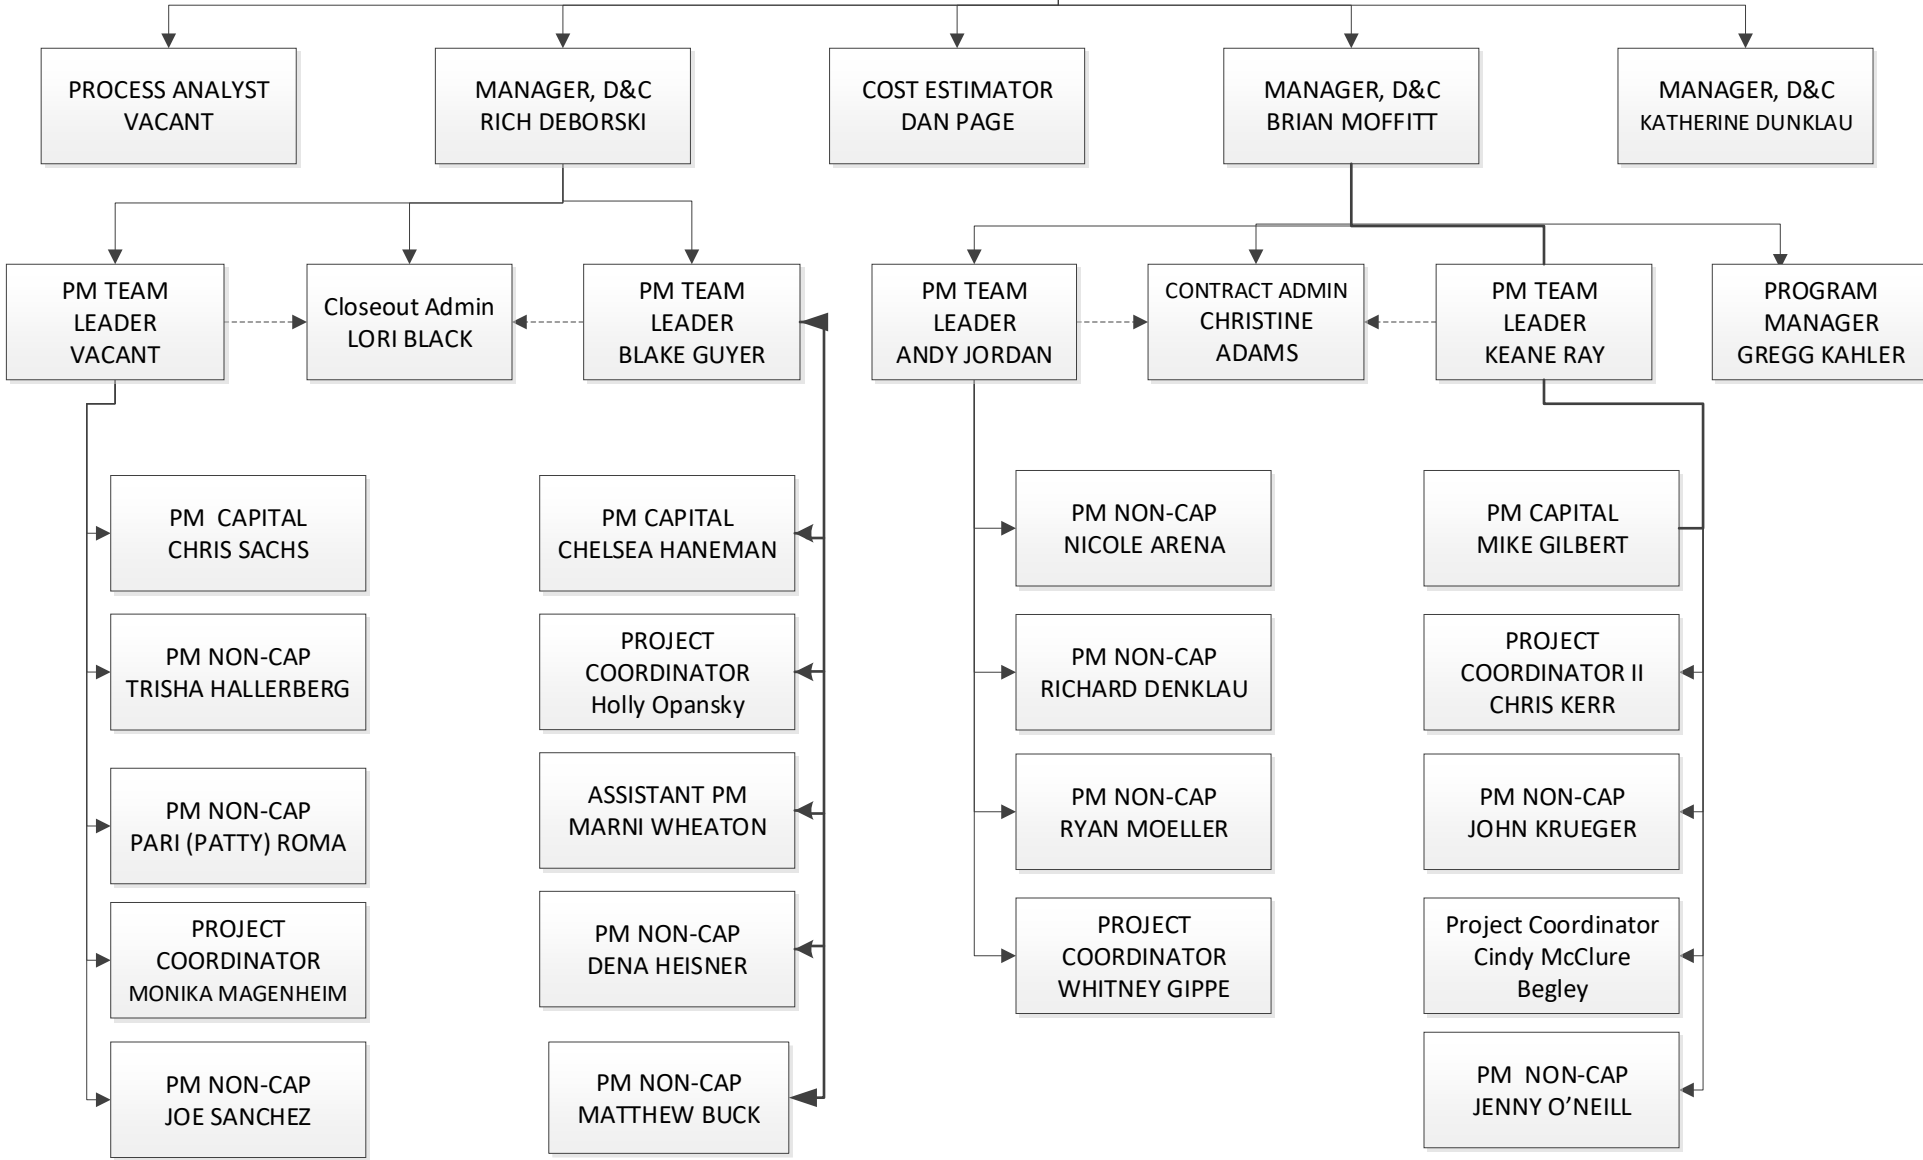 PROCESS ANALYST
VACANT
MANAGER, D&C
RICH DEBORSKI
COST ESTIMATOR
DAN PAGE
MANAGER, D&C
BRIAN MOFFITT
MANAGER, D&C
KATHERINE DUNKLAU
PM TEAM
LEADER
VACANT
Closeout Admin
LORI BLACK
PM TEAM
LEADER
BLAKE GUYER
PM TEAM
LEADER
ANDY JORDAN
CONTRACT ADMIN
CHRISTINE
ADAMS
PM TEAM
LEADER
KEANE RAY
PROGRAM
MANAGER
GREGG KAHLER
PM CAPITAL
CHRIS SACHS
PM NON-CAP
TRISHA HALLERBERG
PM NON-CAP
PARI (PATTY) ROMA
PROJECT
COORDINATOR
MONIKA MAGENHEIM
PM NON-CAP
JOE SANCHEZ
PM CAPITAL
CHELSEA HANEMAN
PROJECT
COORDINATOR
Holly Opansky
ASSISTANT PM
MARNI WHEATON
PM NON-CAP
DENA HEISNER
PM NON-CAP
MATTHEW BUCK
PM NON-CAP
NICOLE ARENA
PM NON-CAP
RICHARD DENKLAU
PM NON-CAP
RYAN MOELLER
PROJECT
COORDINATOR
WHITNEY GIPPE
PM CAPITAL
MIKE GILBERT
PROJECT
COORDINATOR II
CHRIS KERR
PM NON-CAP
JOHN KRUEGER
Project Coordinator
Cindy McClure
Begley
PM NON-CAP
JENNY O’NEILL